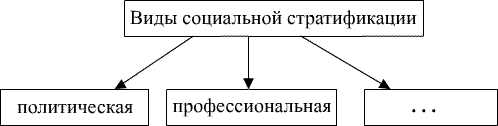 Виды социальной стратификации
политическая
профессиональная
...